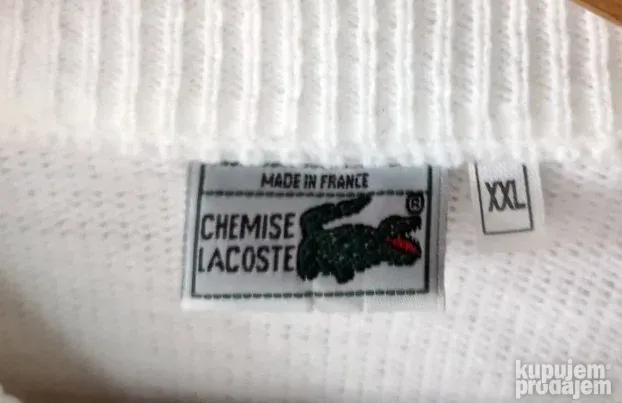 MADE IN FRANCE
CHEMISE
LACOSTE
®
XXL
kupujem
prodajem